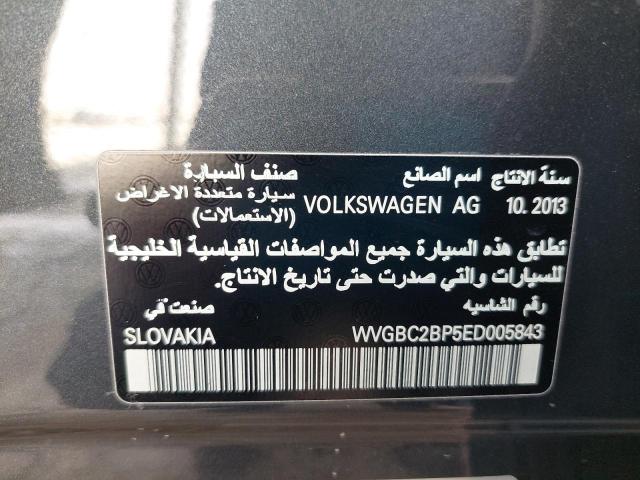 سنة الانتاج اسم الصانع صنف السيارة
10. 2013 VOLKSWAGEN AG سيارة متعددة الاغراض
(الاستعمالات)
تطابق هذه السيارة جميع المواصفات القياسية الخليجية
للسيارات والتي صدرت حتى تاريخ الانتاج.
رقم الشاسيه صنعت في
SLOVAKIA WVGBC2BP5ED005843